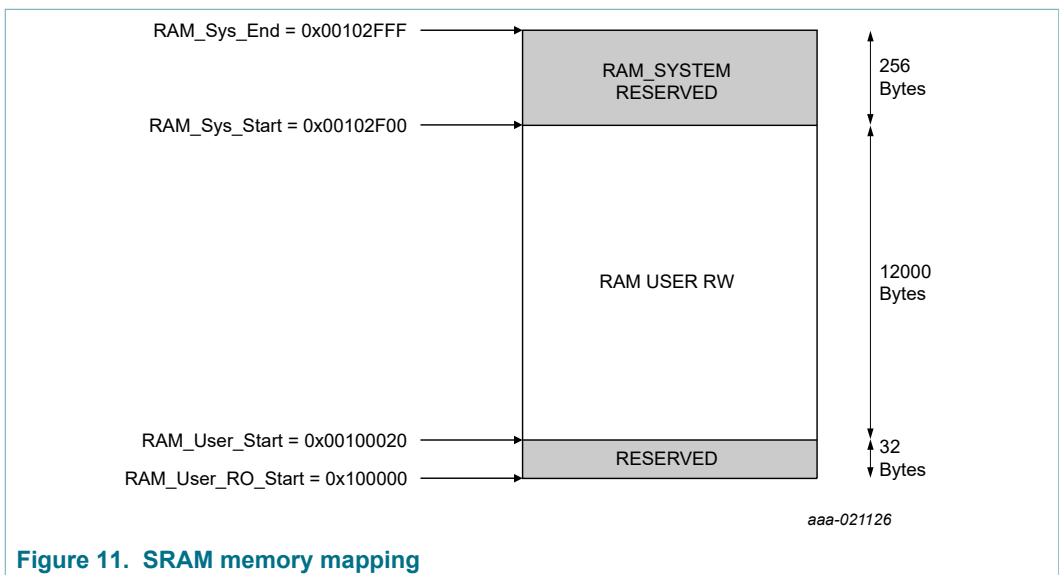 RAM_Sys_End = 0x00102FFF
RAM_SYSTEM
RESERVED
256
Bytes
RAM_Sys_Start = 0x00102F00
RAM USER RW
12000
Bytes
RAM_User_Start = 0x00100020
RESERVED
32
Bytes
RAM_User_RO_Start = 0x100000
aaa-021126
Figure 11. SRAM memory mapping